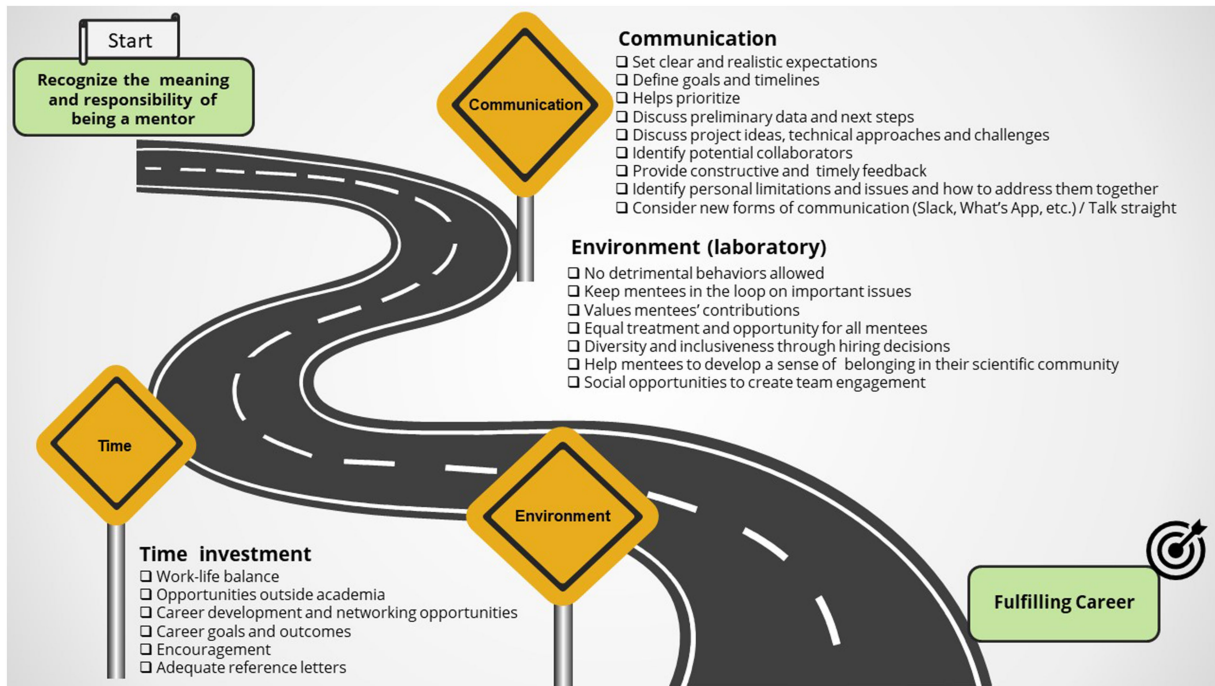 Start
Recognize the meaning
and responsibility of
being a mentor
Communication
Communication
❑ Set clear and realistic expectations
❑ Define goals and timelines
❑ Helps prioritize
❑ Discuss preliminary data and next steps
❑ Discuss project ideas, technical approaches and challenges
❑ Identify potential collaborators
❑ Provide constructive and timely feedback
❑ Identify personal limitations and issues and how to address them together
❑ Consider new forms of communication (Slack, What's App, etc.) / Talk straight
Environment (laboratory)
❑ No detrimental behaviors allowed
❑ Keep mentees in the loop on important issues
❑ Values mentees' contributions
❑ Equal treatment and opportunity for all mentees
❑ Diversity and inclusiveness through hiring decisions
❑ Help mentees to develop a sense of belonging in their scientific community
❑ Social opportunities to create team engagement
Time
Environment
Time investment
❑ Work-life balance
❑ Opportunities outside academia
❑ Career development and networking opportunities
❑ Career goals and outcomes
❑ Encouragement
❑ Adequate reference letters
Fulfilling Career